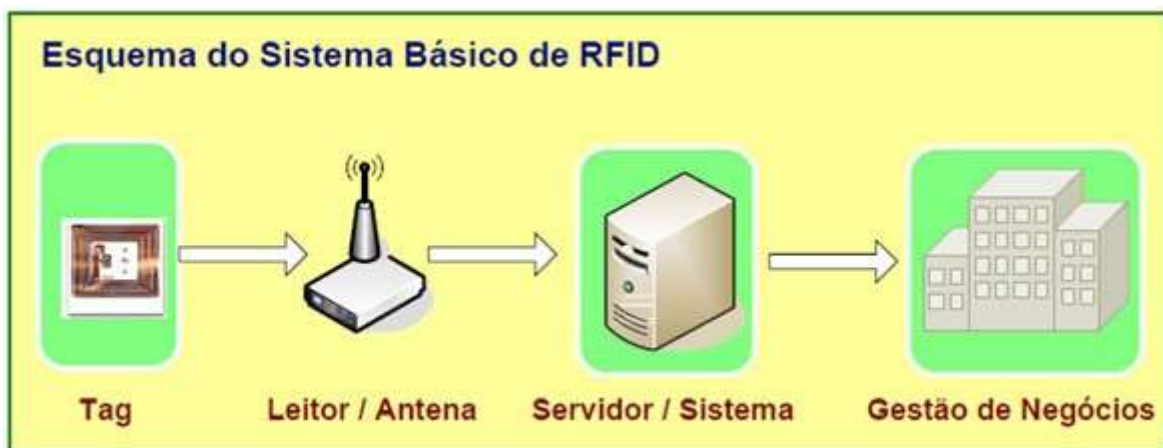 Esquema do Sistema Básico de RFID
Tag
Leitor / Antena
Servidor / Sistema
Gestão de Negócios